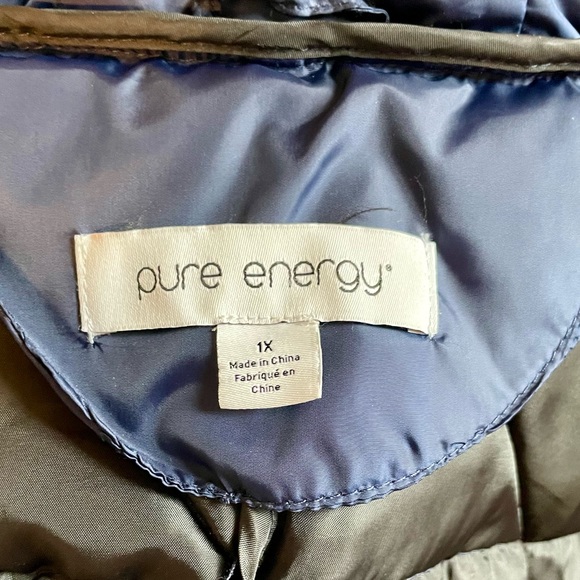 pure energy®
1X
Made in China
Fabriqué en
Chine